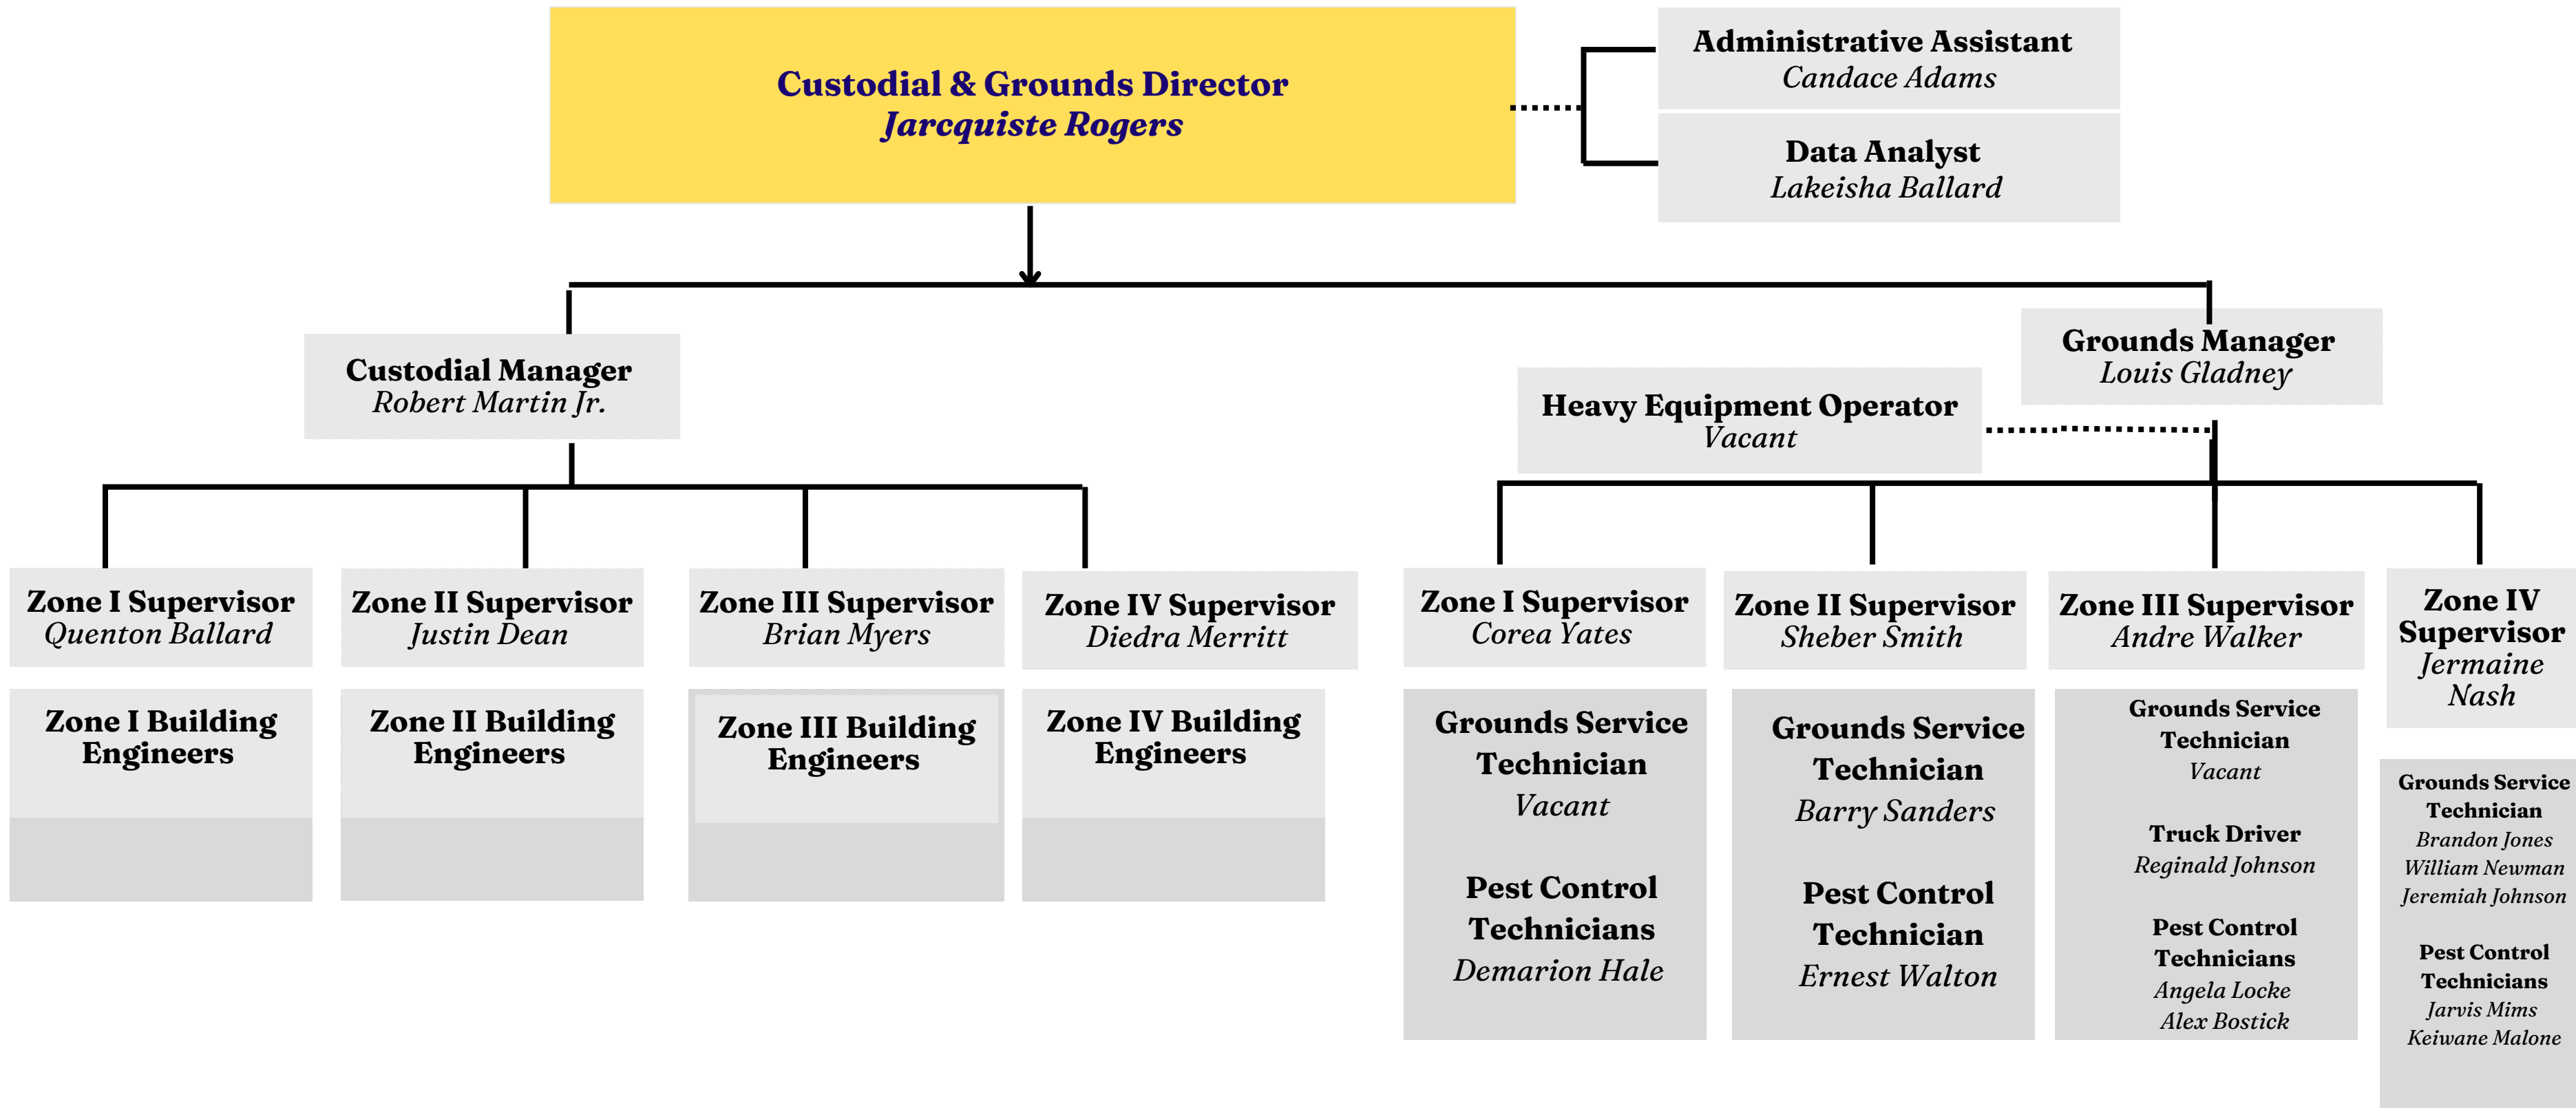 Custodial & Grounds Director
Jarcquiste Rogers
Administrative Assistant
Candace Adams
Data Analyst
Lakeisha Ballard
Custodial Manager
Robert Martin Jr.
Grounds Manager
Louis Gladney
Heavy Equipment Operator
Vacant
Zone I Supervisor
Quenton Ballard
Zone II Supervisor
Justin Dean
Zone III Supervisor
Brian Myers
Zone IV Supervisor
Diedra Merritt
Zone I Supervisor
Corea Yates
Zone II Supervisor
Sheber Smith
Zone III Supervisor
Andre Walker
Zone IV
Supervisor
Jermaine
Nash
Zone I Building
Engineers
Zone II Building
Engineers
Zone III Building
Engineers
Zone IV Building
Engineers
Grounds Service
Technician
Vacant
Pest Control
Technicians
Demarion Hale
Grounds Service
Technician
Barry Sanders
Pest Control
Technician
Ernest Walton
Grounds Service
Technician
Vacant
Truck Driver
Reginald Johnson
Pest Control
Technicians
Angela Locke
Alex Bostick
Grounds Service
Technician
Brandon Jones
William Newman
Jeremiah Johnson
Pest Control
Technicians
Jarvis Mims
Keiwane Malone